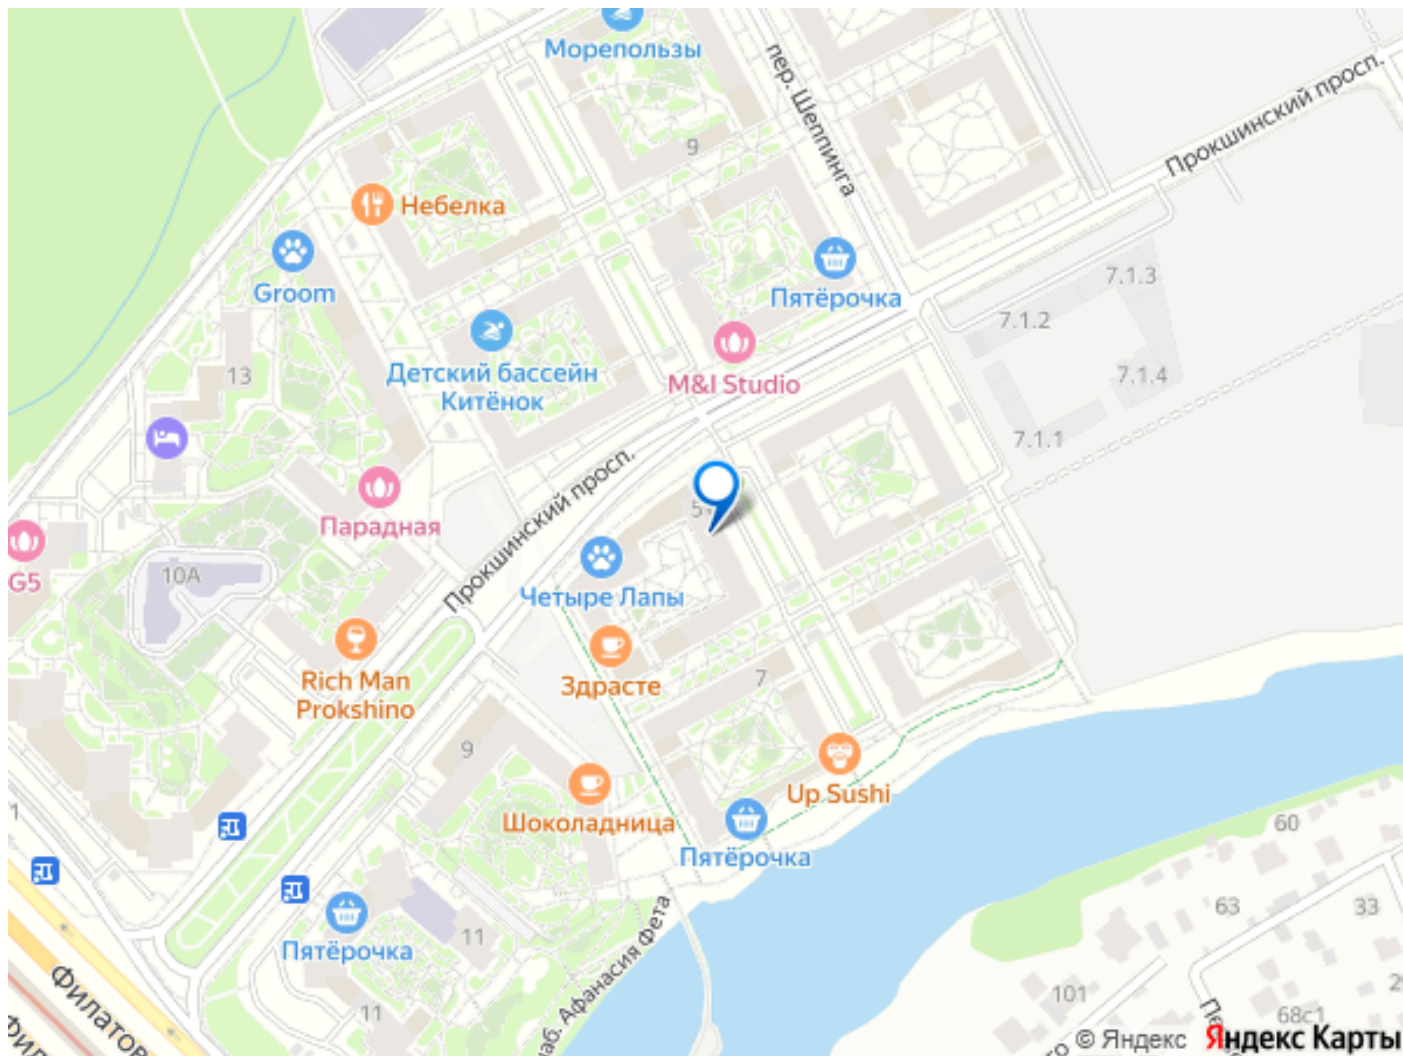 Морепользы
пер. Шеппинга
Прокшинский просп.
9
Небелка
Groom
Пятёрочка
7.1.3
7.1.2
M&I Studio
7.1.4
Детский бассейн
Китёнок
13
7.1.1
Прокшинский просп.
Парадная
5
G5
10А
Четыре Лапы
Rich Man
Prokshino
Здрасте
7
9
Up Sushi
Шоколадница
Пятёрочка
1
60
63
33
Пятёрочка
11
11
наб. Афанасия Фета
101
68с1
Филатов
Фил
© Яндекс Яндекс Карты